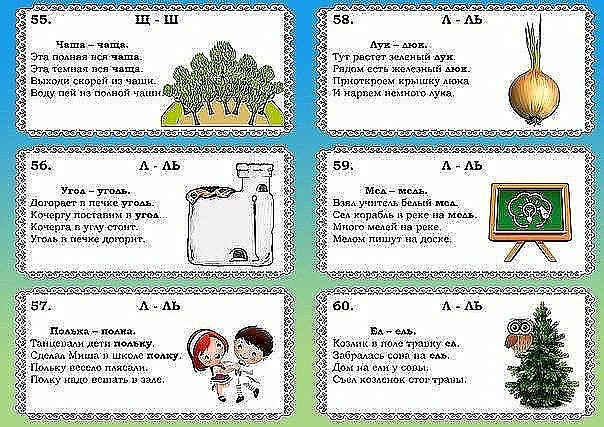 55. Щ - Ш
Чаша – чаща.
Эта полная вся чаша.
Эта темная вся чаща.
Выходи скорей из чащи.
Воду пей из полной чаши.
56. Л - ЛЬ
Угол – уголь.
Догорает в печке уголь.
Кочергу поставим в угол.
Кочерга в углу стоит.
Уголь в печке догорит.
57. Л - ЛЬ
Полька – полка.
Танцевали дети польку.
Сделал Миша в школе полку.
Польку весело плясали.
Полку надо вешать в зале.
58. Л - ЛЬ
Лук – люк.
Тут растет зеленый лук.
Рядом есть железный люк.
Приоткроем крышку люка
И нарвем немного лука.
59. Л - ЛЬ
Мел – мель.
Взял учитель белый мел.
Сел корабль в реке на мель.
Много мелей на реке.
Мелом пишут на доске.
60. Л - ЛЬ
Ел – ель.
Козлик в поле травку ел.
Забралась сова на ель.
Дом на ели у совы.
Съел козленок стог травы.